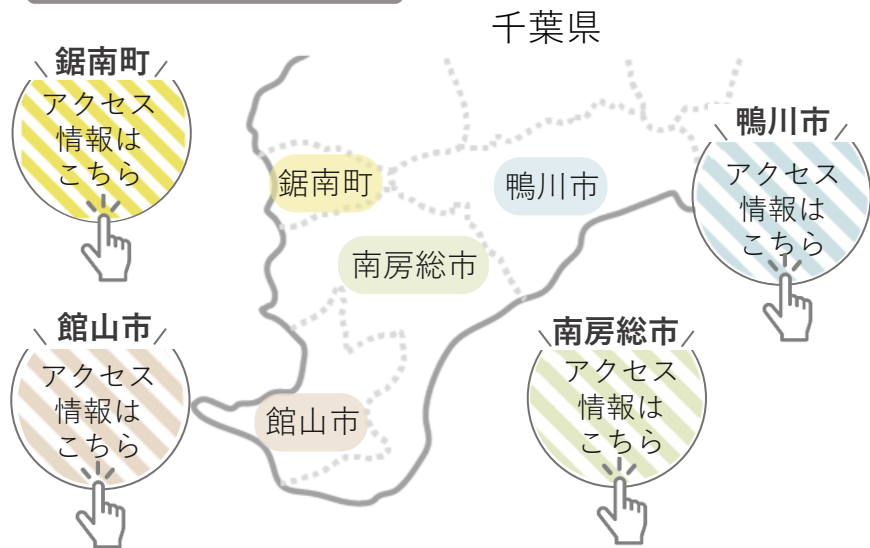 千葉県
鋸南町
アクセス
情報は
こちら
鴨川市
アクセス
情報は
こちら
鋸南町
鴨川市
南房総市
館山市
アクセス
情報は
こちら
南房総市
アクセス
情報は
こちら
館山市